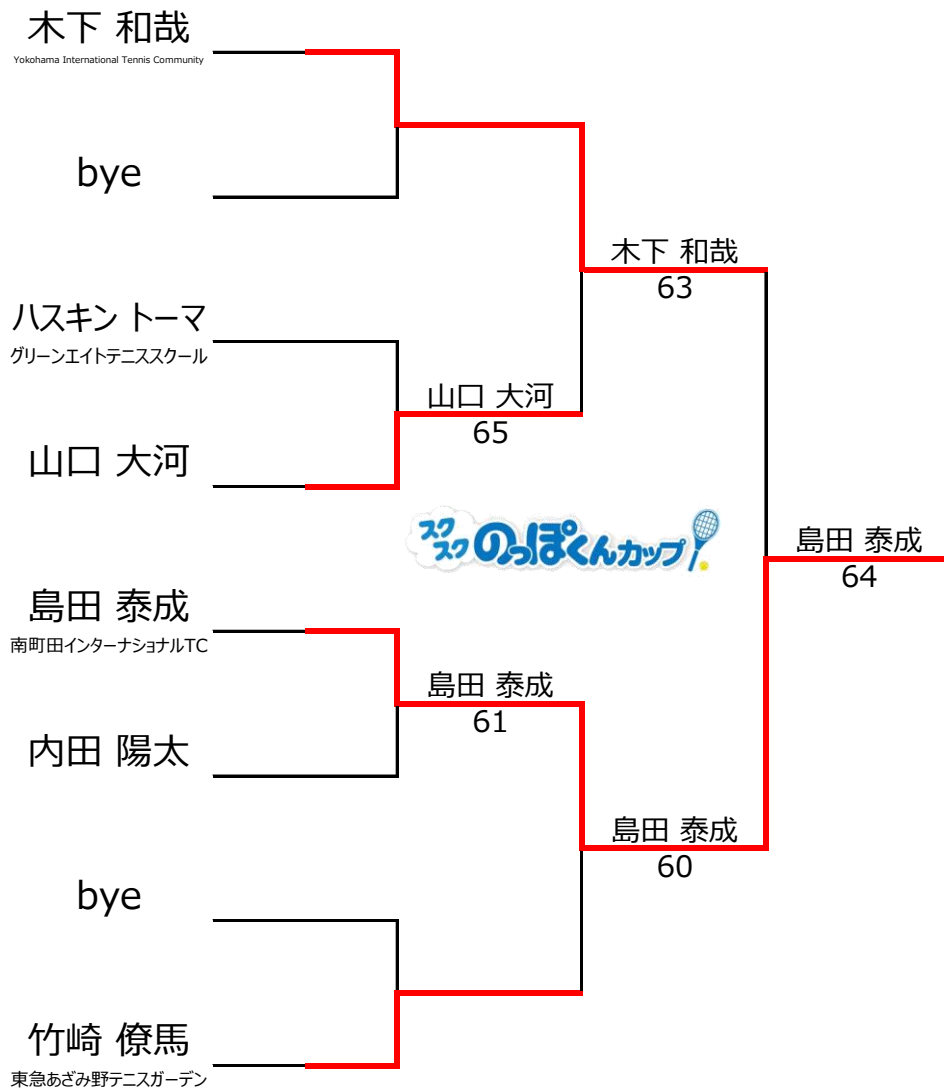 木下 和哉
Yokohama International Tennis Community
bye
木下 和哉
63
ハスキン トーマ
グリーンエイトテニススクール
山口 大河
65
山口 大河
スク
スク のっぽくんカップ
島田 泰成
64
島田 泰成
南町田インターナショナルTC
島田 泰成
61
内田 陽太
島田 泰成
60
bye
竹崎 僚馬
東急あざみ野テニスガーデン